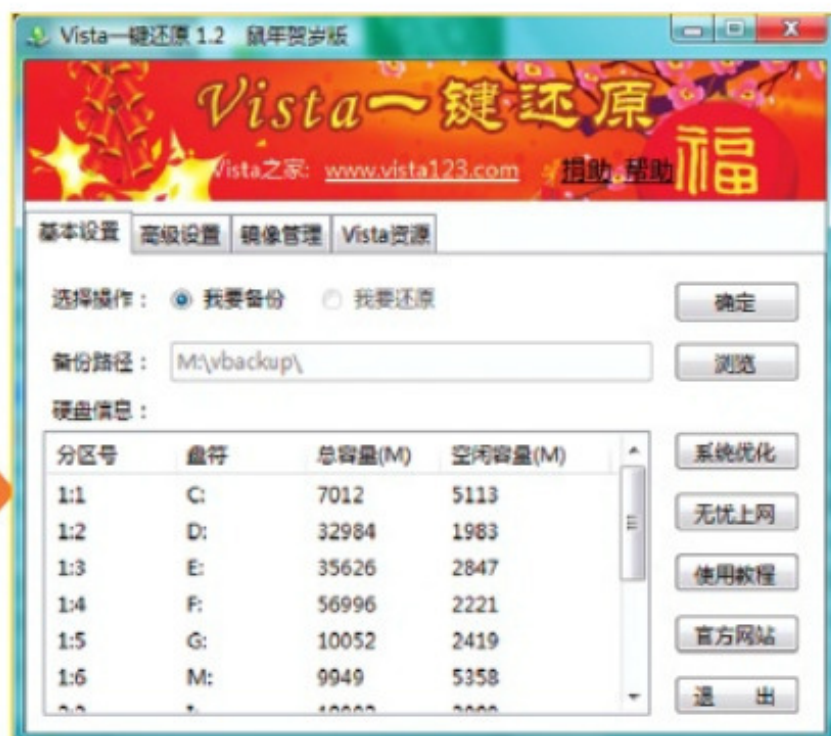 Vista一键还原 1.2 鼠年贺岁版
Vista一键还原
福
Vista之家: www.vista123.com 捐助 帮助
基本设置 高级设置 镜像管理 Vista资源
选择操作： 我要备份 我要还原 确定
备份路径： M:\vbackup\ 浏览
硬盘信息：
分区号 盘符 总容量(M) 空闲容量(M) 系统优化
1:1 C: 7012 5113
1:2 D: 32984 1983 无忧上网
1:3 E: 35626 2847 使用教程
1:4 F: 56996 2221
1:5 G: 10052 2419 官方网站
1:6 M: 9949 5358
退 出